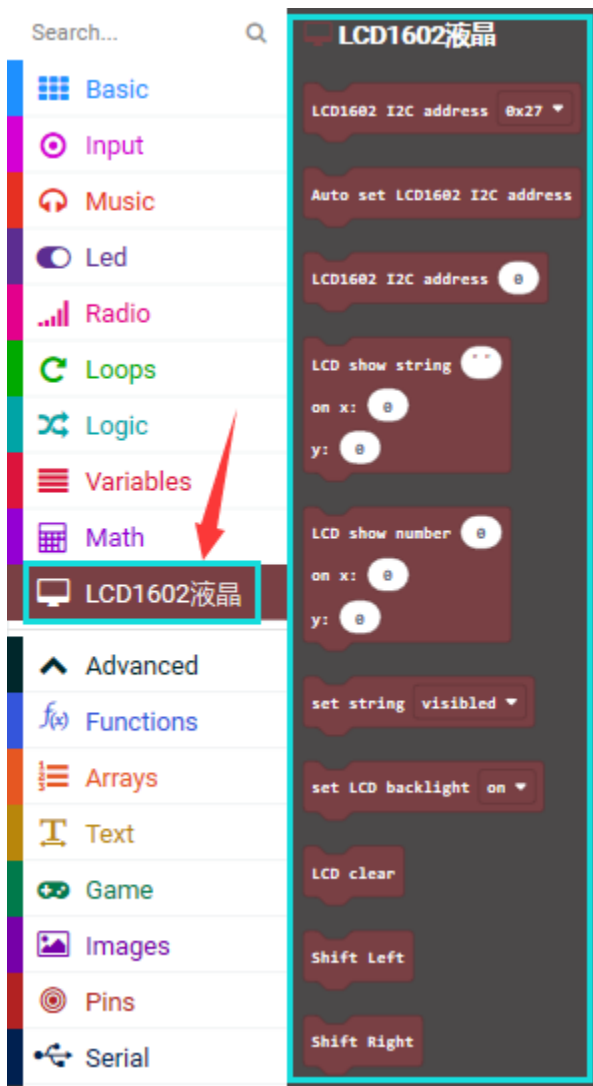 Search...
Basic
Input
Music
Led
Radio
Loops
Logic
Variables
Math
LCD1602液晶
Advanced
f(x) Functions
Arrays
Text
Game
Images
Pins
Serial
LCD1602液晶
LCD1602 I2C address 0x27
Auto set LCD1602 I2C address
LCD1602 I2C address 0
LCD show string " "
on x: 0
y: 0
LCD show number 0
on x: 0
y: 0
set string visibled
set LCD backlight on
LCD clear
Shift Left
Shift Right